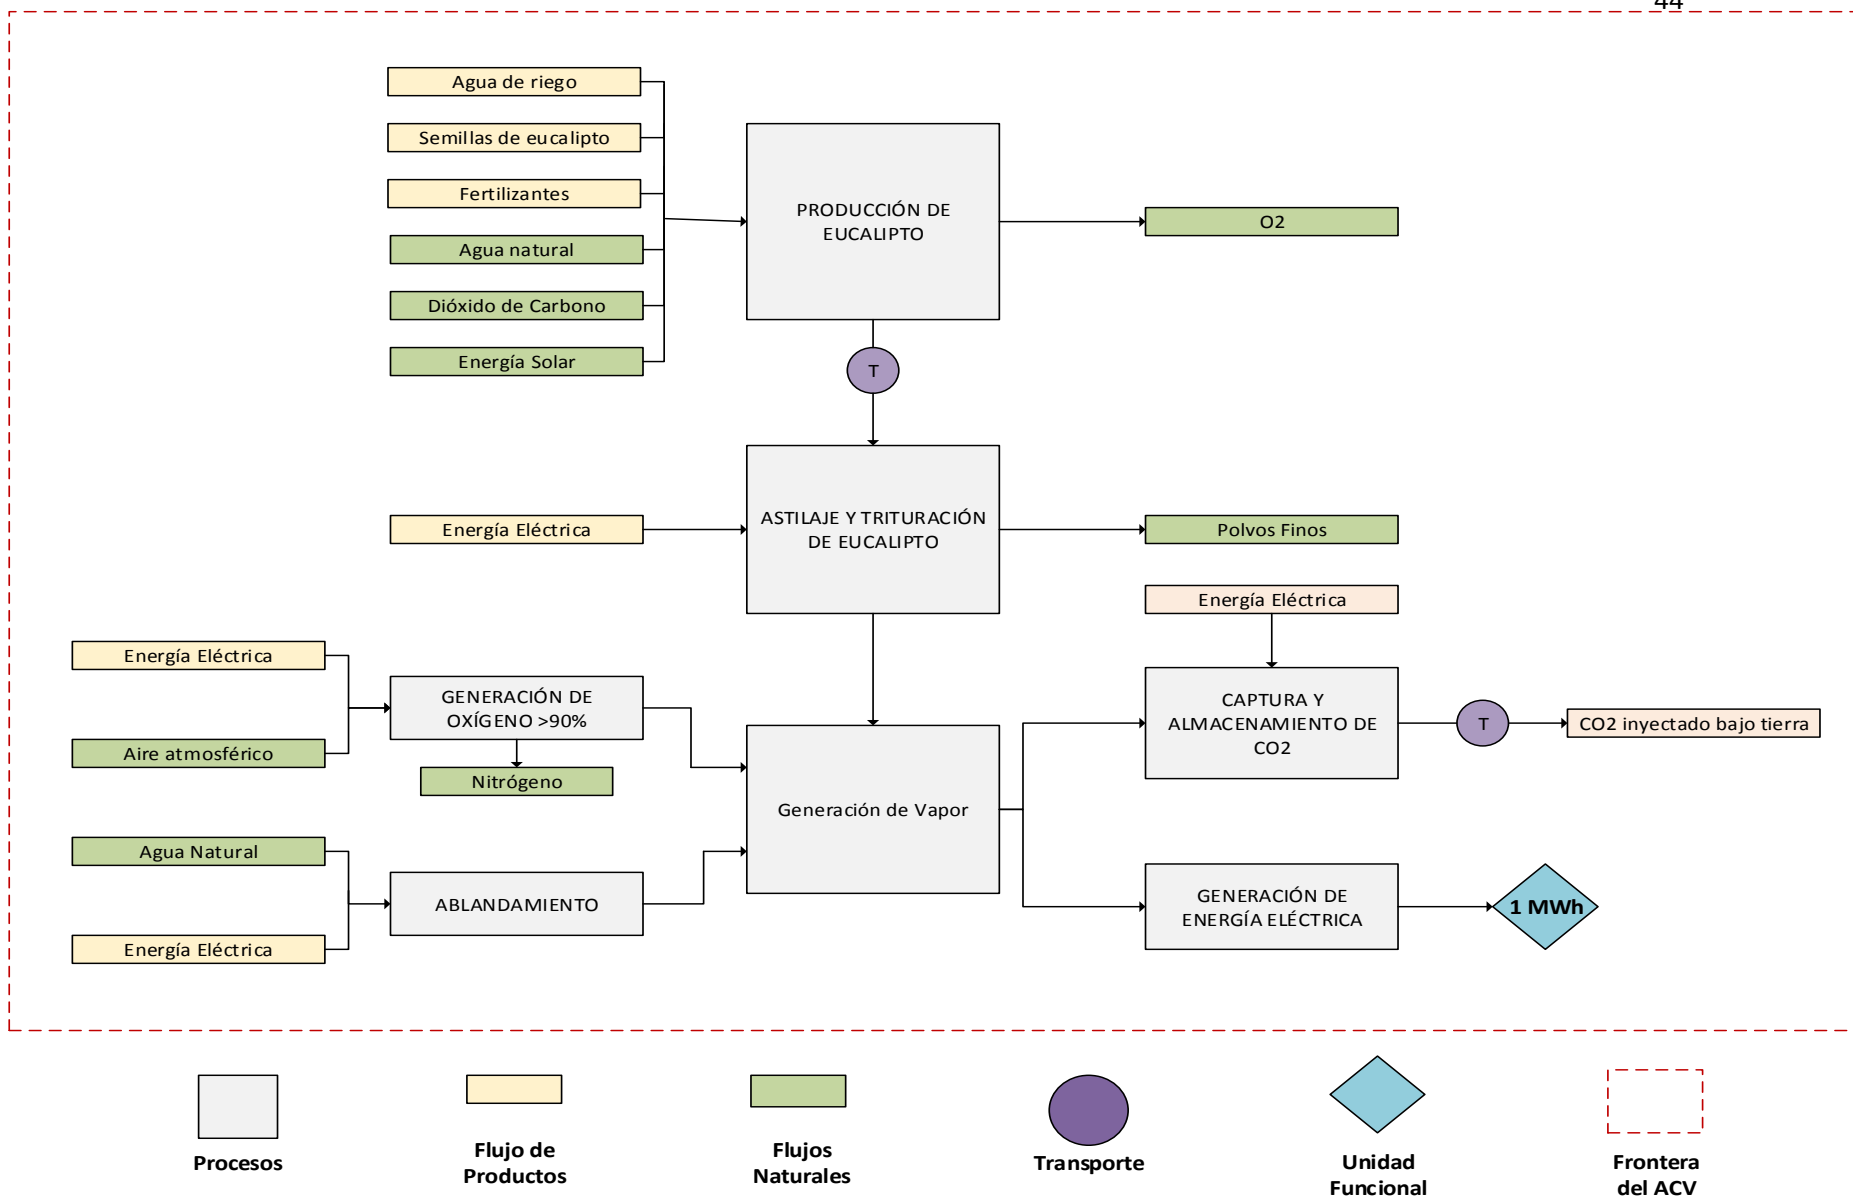 44
Agua de riego
Semillas de eucalipto
Fertilizantes
Agua natural
Dióxido de Carbono
Energía Solar
PRODUCCIÓN DE
EUCALIPTO
O2
T
Energía Eléctrica
ASTILAJE Y TRITURACIÓN
DE EUCALIPTO
Polvos Finos
Energía Eléctrica
Energía Eléctrica
Aire atmosférico
GENERACIÓN DE
OXÍGENO >90%
Nitrógeno
CAPTURA Y
ALMACENAMIENTO DE
CO2
T
CO2 inyectado bajo tierra
Generación de Vapor
Agua Natural
Energía Eléctrica
ABLANDAMIENTO
GENERACIÓN DE
ENERGÍA ELÉCTRICA
1 MWh
Procesos
Flujo de
Productos
Flujos
Naturales
Transporte
Unidad
Funcional
Frontera
del ACV